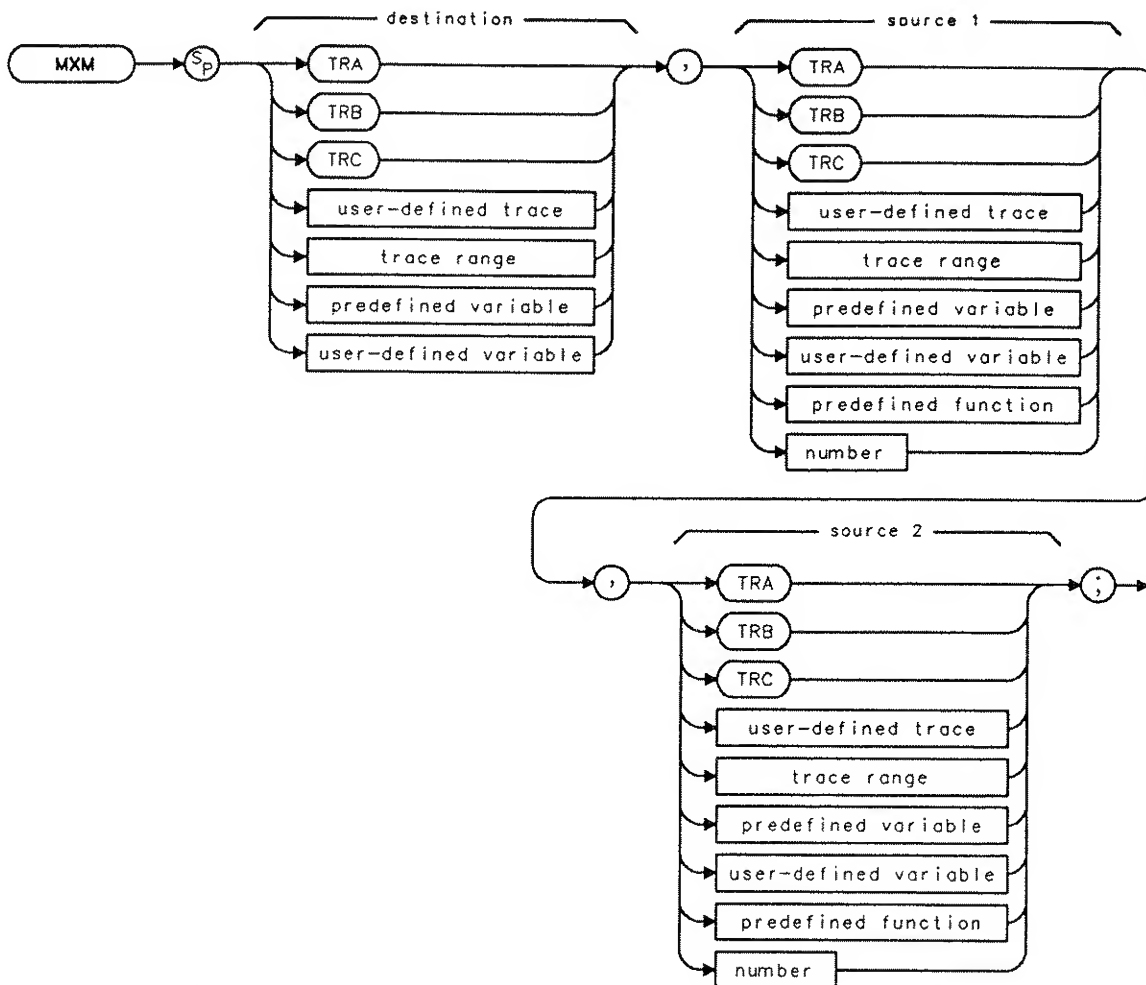 destination
source 1
MXM
SP
TRA
TRB
TRC
user-defined trace
trace range
predefined variable
user-defined variable
,
TRA
TRB
TRC
user-defined trace
trace range
predefined variable
user-defined variable
predefined function
number
source 2
,
TRA
TRB
TRC
user-defined trace
trace range
predefined variable
user-defined variable
predefined function
number
;